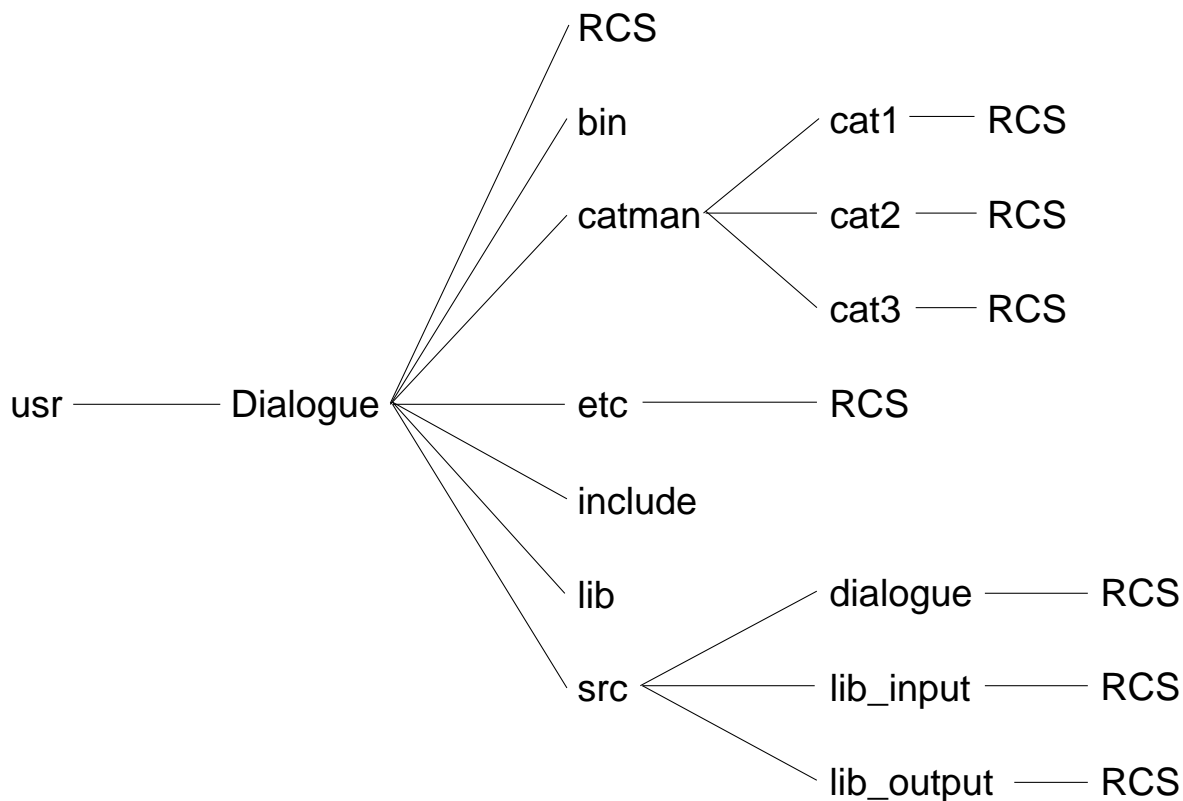 RCS
bin
cat1 RCS
catman cat2 RCS
cat3 RCS
usr Dialogue etc RCS
include
lib
dialogue RCS
src lib_input RCS
lib_output RCS